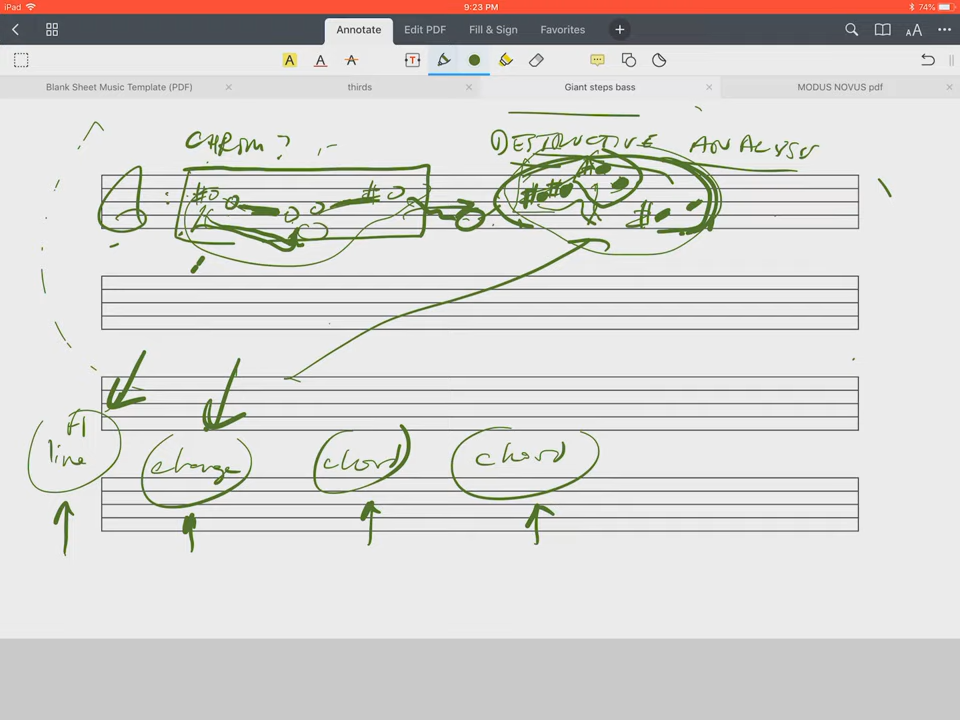 iPad 9:23 PM 74%
Annotate Edit PDF Fill & Sign Favorites + AA
A A A T
Blank Sheet Music Template (PDF) × thirds × Giant steps bass × MODUS NOVUS pdf ×
CHROM? DESTRUCTIVE ANALYSIS
line change chord chord